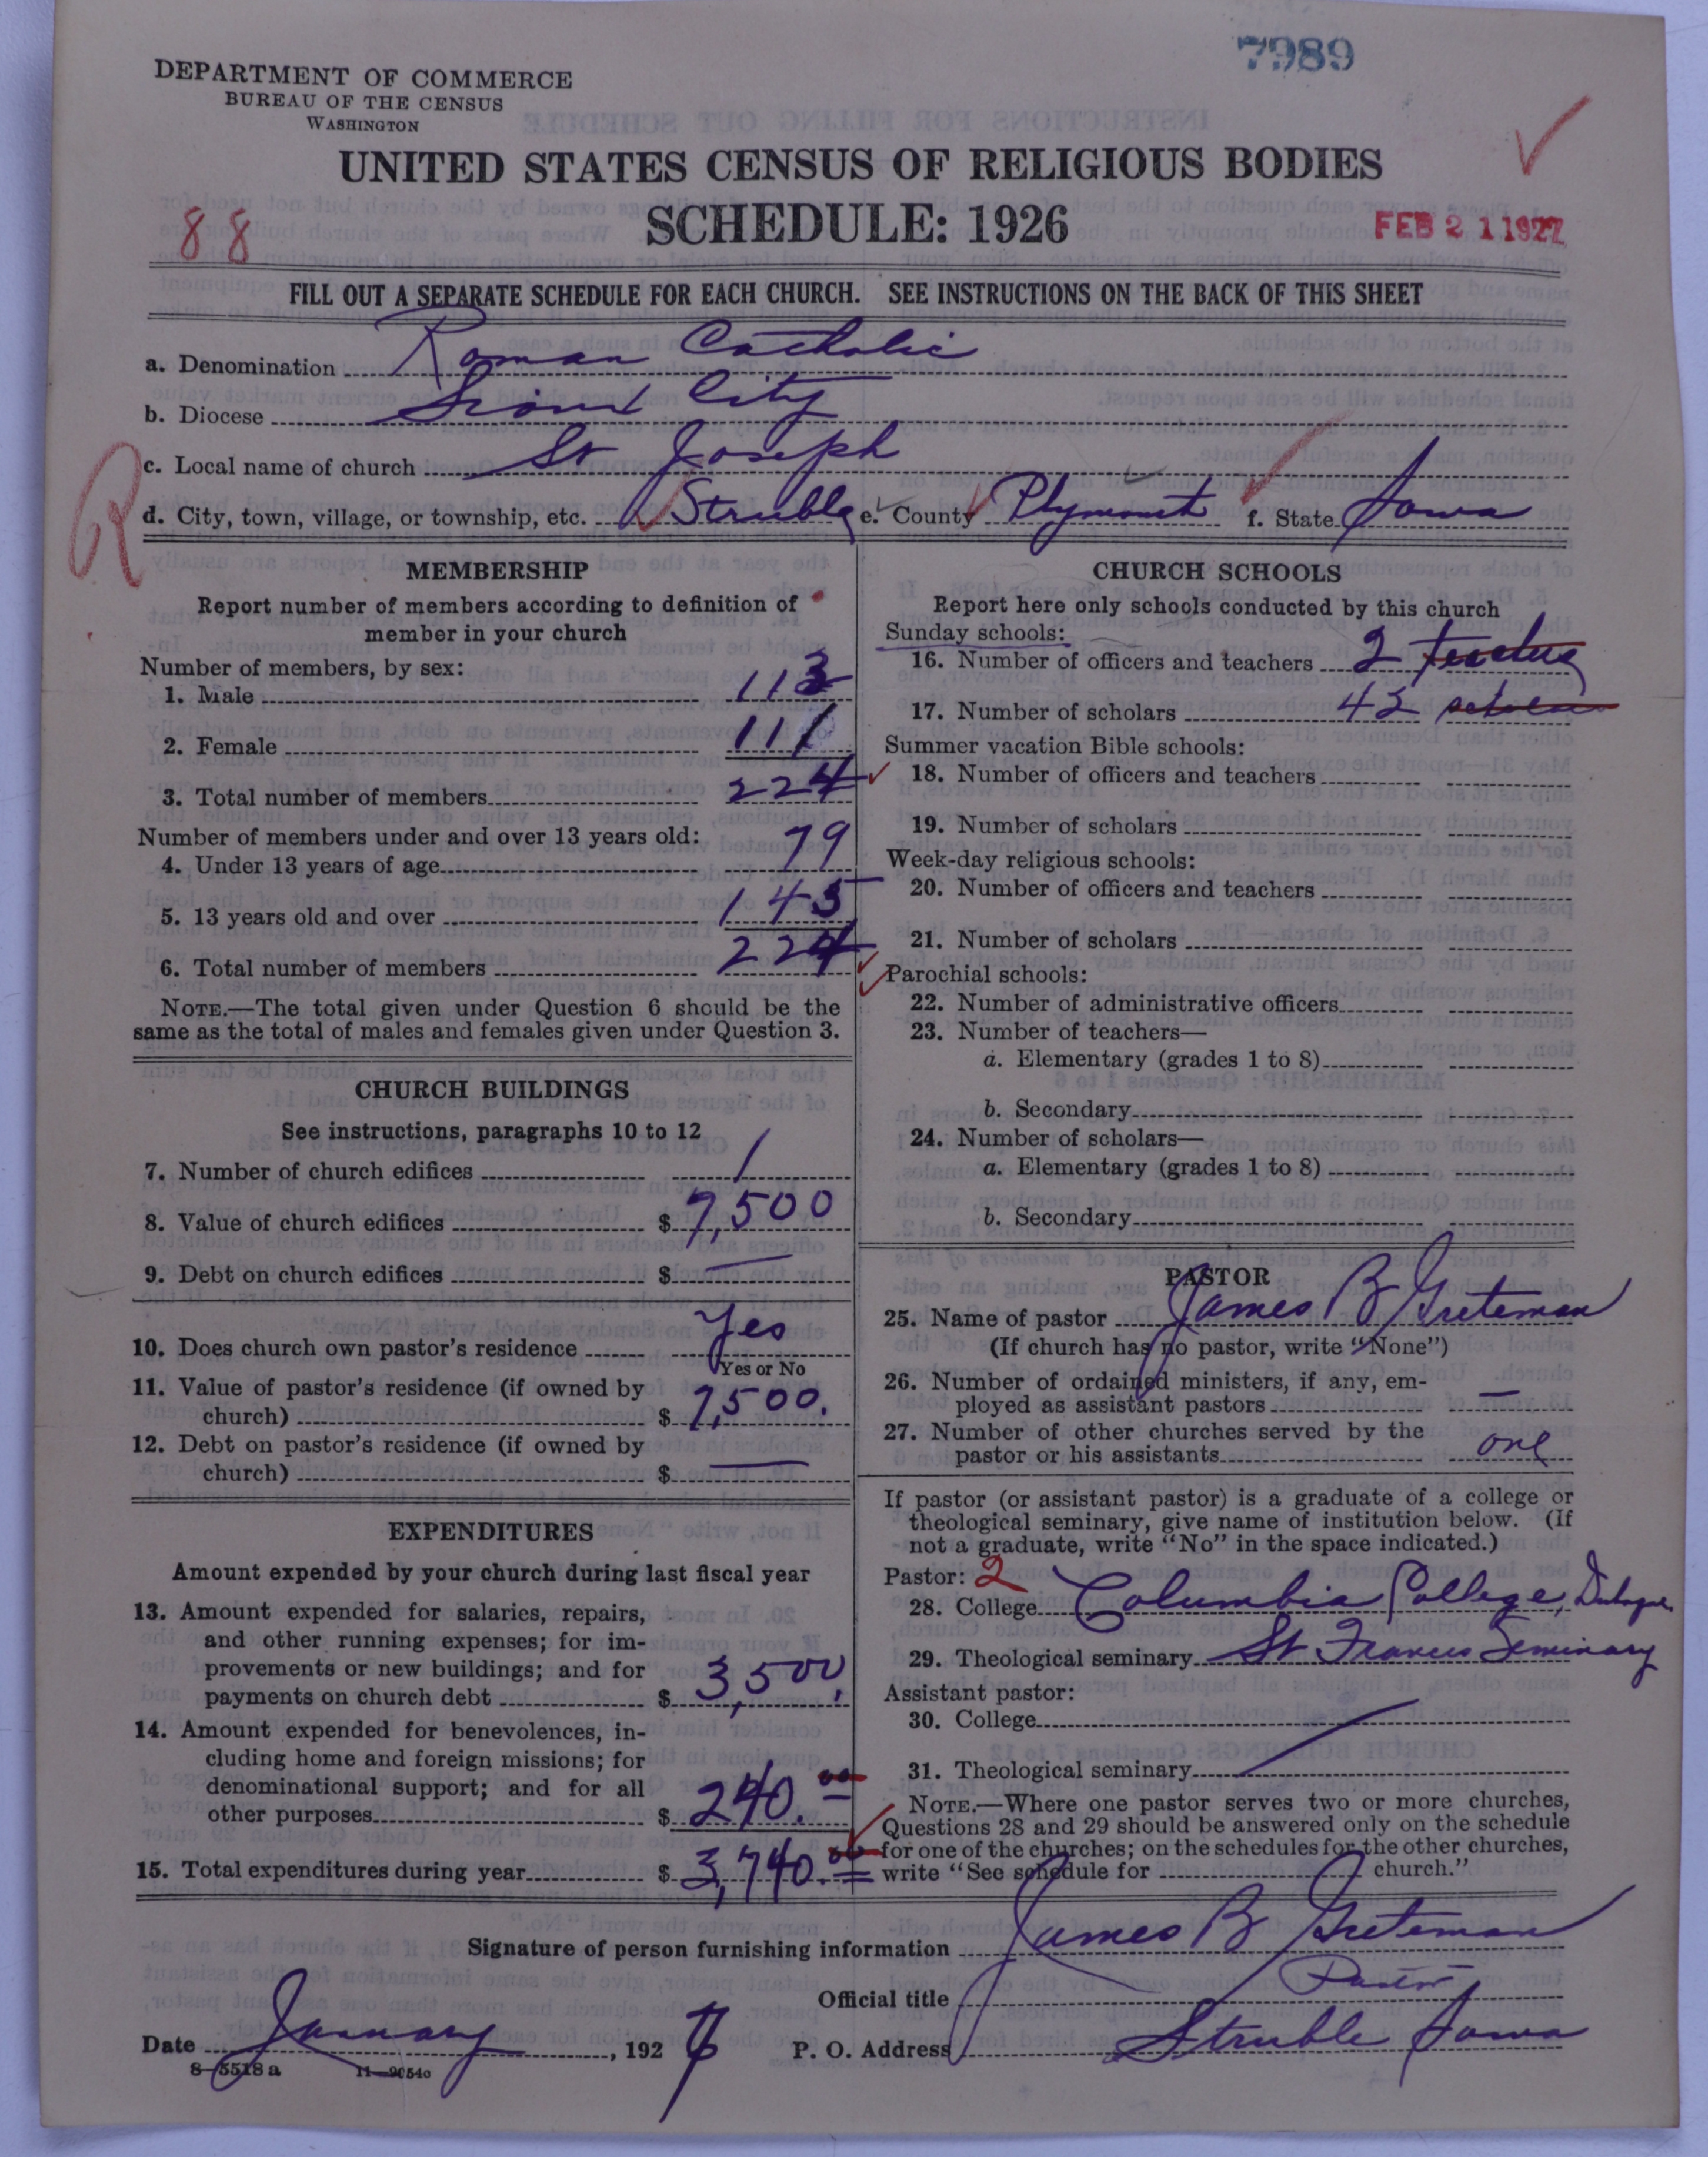 7989
DEPARTMENT OF COMMERCE
BUREAU OF THE CENSUS
WASHINGTON
UNITED STATES CENSUS OF RELIGIOUS BODIES
SCHEDULE: 1926
88
FEB 21 1927
FILL OUT A SEPARATE SCHEDULE FOR EACH CHURCH. SEE INSTRUCTIONS ON THE BACK OF THIS SHEET
a. Denomination Roman Catholic
b. Diocese Sioux City
c. Local name of church St Joseph
R
d. City, town, village, or township, etc. Struble e. County Plymouth f. State Iowa
MEMBERSHIP
Report number of members according to definition of
member in your church
Number of members, by sex:
1. Male 113
2. Female 111
3. Total number of members 224
Number of members under and over 13 years old:
4. Under 13 years of age 79
5. 13 years old and over 145
6. Total number of members 224
NOTE.—The total given under Question 6 should be the
same as the total of males and females given under Question 3.
CHURCH BUILDINGS
See instructions, paragraphs 10 to 12
7. Number of church edifices 1
8. Value of church edifices $ 7,500
9. Debt on church edifices $ —
10. Does church own pastor's residence Yes
Yes or No
11. Value of pastor's residence (if owned by
church) $ 7,500.
12. Debt on pastor's residence (if owned by
church) $ —
EXPENDITURES
Amount expended by your church during last fiscal year
13. Amount expended for salaries, repairs,
and other running expenses; for im-
provements or new buildings; and for
payments on church debt $ 3,500.
14. Amount expended for benevolences, in-
cluding home and foreign missions; for
denominational support; and for all
other purposes $ 240.00
15. Total expenditures during year $ 3,740.00
CHURCH SCHOOLS
Report here only schools conducted by this church
Sunday schools:
16. Number of officers and teachers 2
17. Number of scholars 42
Summer vacation Bible schools:
18. Number of officers and teachers
19. Number of scholars
Week-day religious schools:
20. Number of officers and teachers
21. Number of scholars
Parochial schools:
22. Number of administrative officers
23. Number of teachers—
a. Elementary (grades 1 to 8)
b. Secondary
24. Number of scholars—
a. Elementary (grades 1 to 8)
b. Secondary
PASTOR
25. Name of pastor James B Greteman
(If church has no pastor, write "None")
26. Number of ordained ministers, if any, em-
ployed as assistant pastors —
27. Number of other churches served by the
pastor or his assistants one
If pastor (or assistant pastor) is a graduate of a college or
theological seminary, give name of institution below. (If
not a graduate, write "No" in the space indicated.)
Pastor: 2
28. College Columbia College, Dubuque
29. Theological seminary St Francis Seminary
Assistant pastor:
30. College
31. Theological seminary
NOTE.—Where one pastor serves two or more churches,
Questions 28 and 29 should be answered only on the schedule
for one of the churches; on the schedules for the other churches,
write "See schedule for church."
Signature of person furnishing information James B Greteman
Official title Pastor
Date January, 192
P. O. Address Struble Iowa
8-5518 a 11-9054c